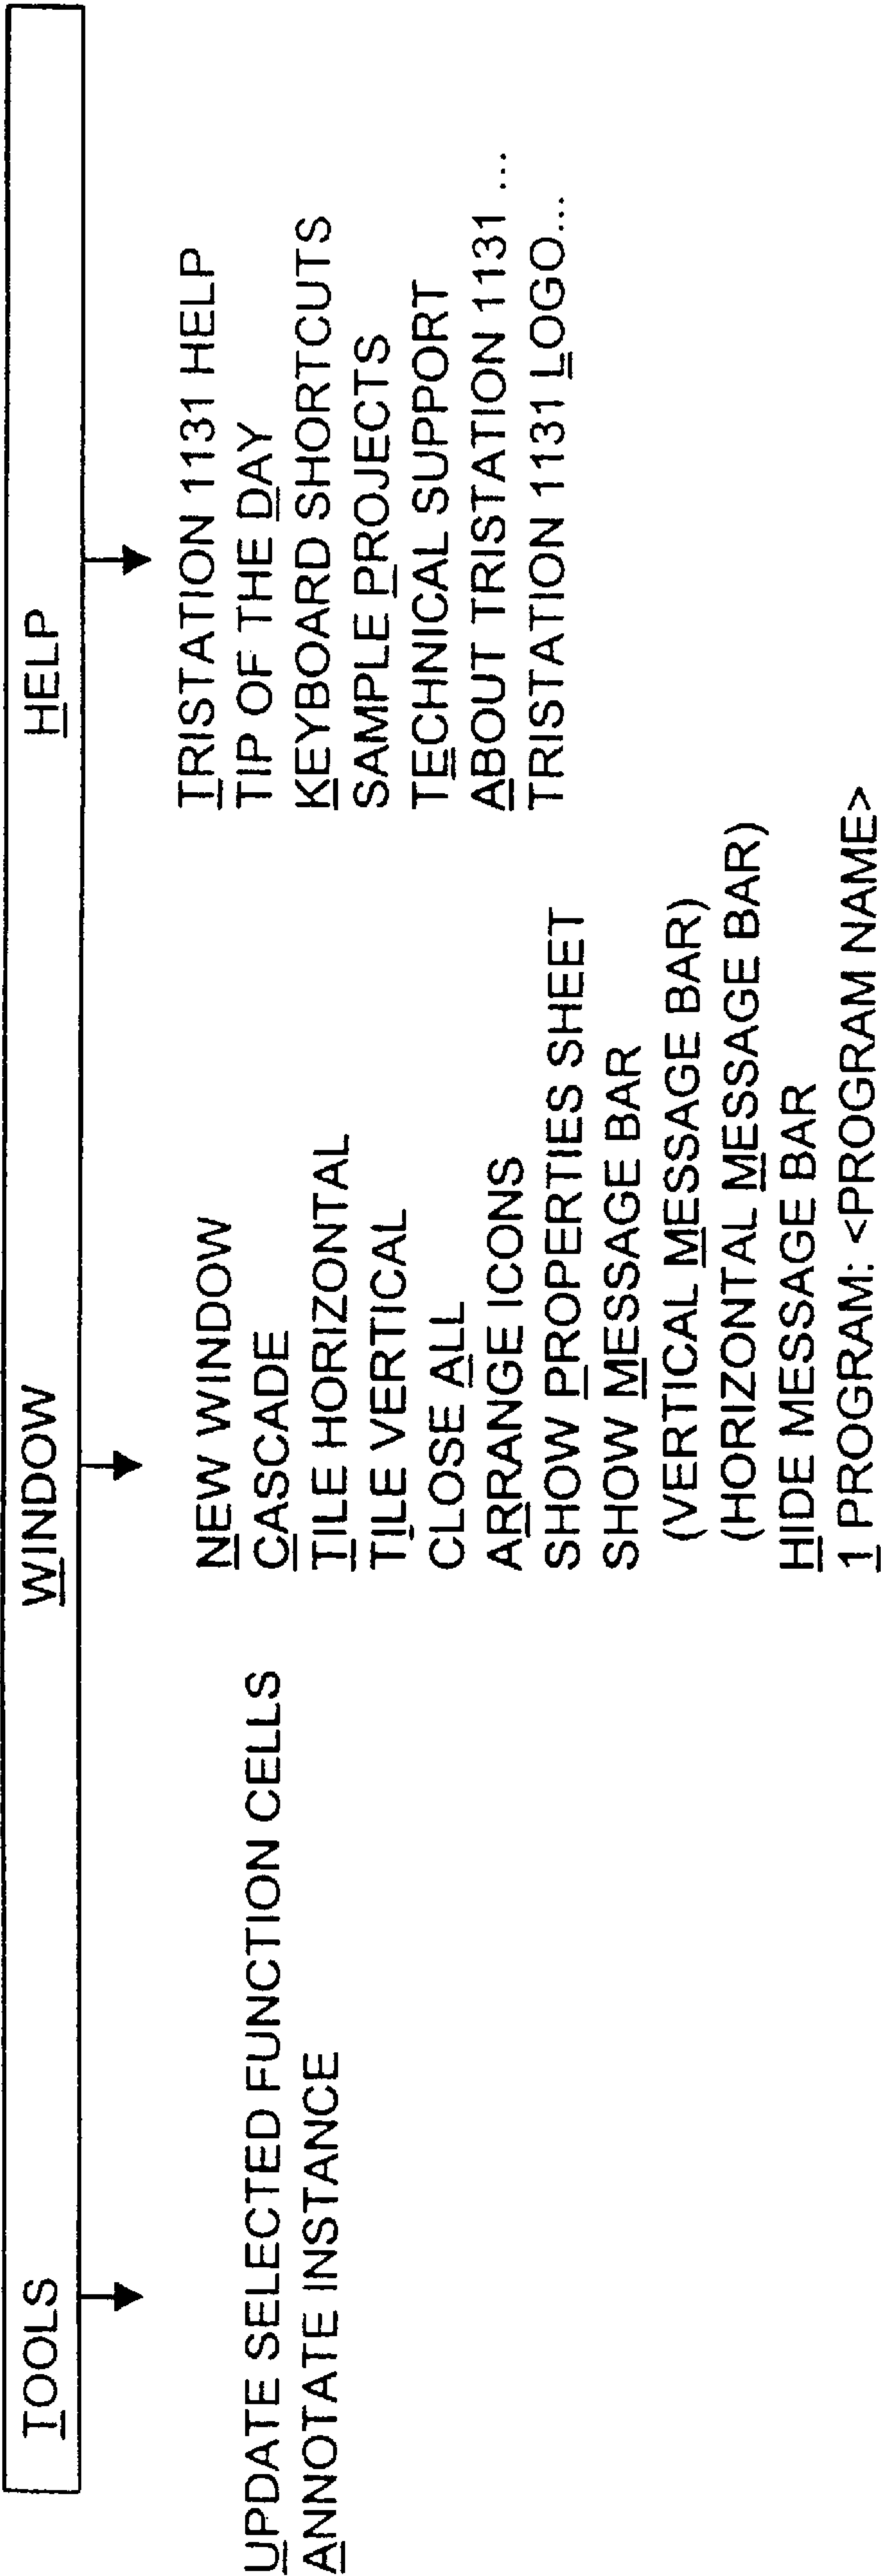 TOOLS
WINDOW
HELP
UPDATE SELECTED FUNCTION CELLS
ANNOTATE INSTANCE
NEW WINDOW
CASCADE
TILE HORIZONTAL
TILE VERTICAL
CLOSE ALL
ARRANGE ICONS
SHOW PROPERTIES SHEET
SHOW MESSAGE BAR
(VERTICAL MESSAGE BAR)
(HORIZONTAL MESSAGE BAR)
HIDE MESSAGE BAR
1 PROGRAM: <PROGRAM NAME>
TRISTATION 1131 HELP
TIP OF THE DAY
KEYBOARD SHORTCUTS
SAMPLE PROJECTS
TECHNICAL SUPPORT
ABOUT TRISTATION 1131 ...
TRISTATION 1131 LOGO...